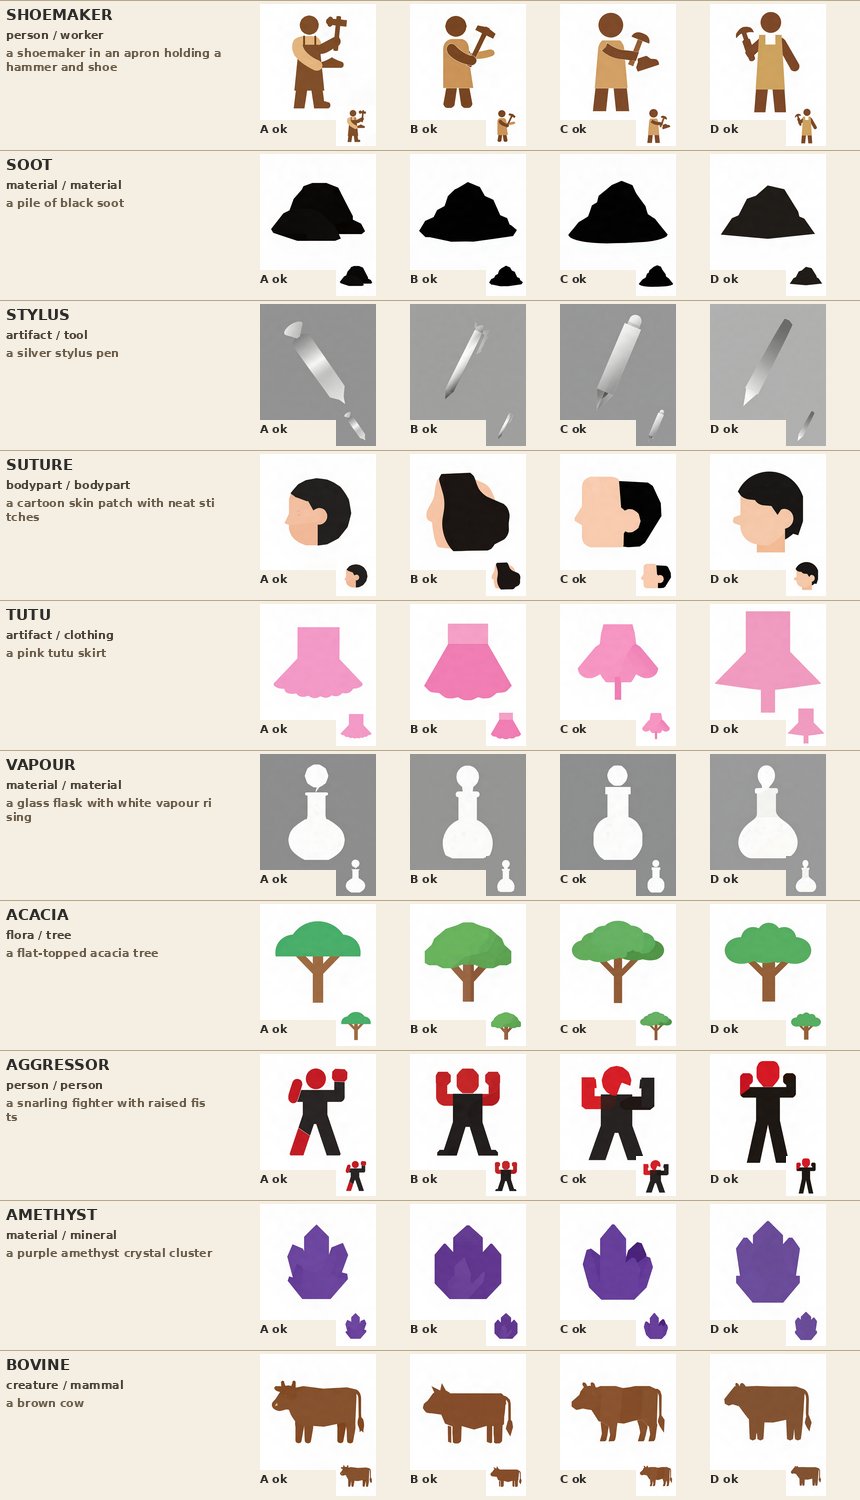 SHOEMAKER
person / worker
a shoemaker in an apron holding a
hammer and shoe
A ok
B ok
C ok
D ok
SOOT
material / material
a pile of black soot
A ok
B ok
C ok
D ok
STYLUS
artifact / tool
a silver stylus pen
A ok
B ok
C ok
D ok
SUTURE
bodypart / bodypart
a cartoon skin patch with neat sti
tches
A ok
B ok
C ok
D ok
TUTU
artifact / clothing
a pink tutu skirt
A ok
B ok
C ok
D ok
VAPOUR
material / material
a glass flask with white vapour ri
sing
A ok
B ok
C ok
D ok
ACACIA
flora / tree
a flat-topped acacia tree
A ok
B ok
C ok
D ok
AGGRESSOR
person / person
a snarling fighter with raised fis
ts
A ok
B ok
C ok
D ok
AMETHYST
material / mineral
a purple amethyst crystal cluster
A ok
B ok
C ok
D ok
BOVINE
creature / mammal
a brown cow
A ok
B ok
C ok
D ok